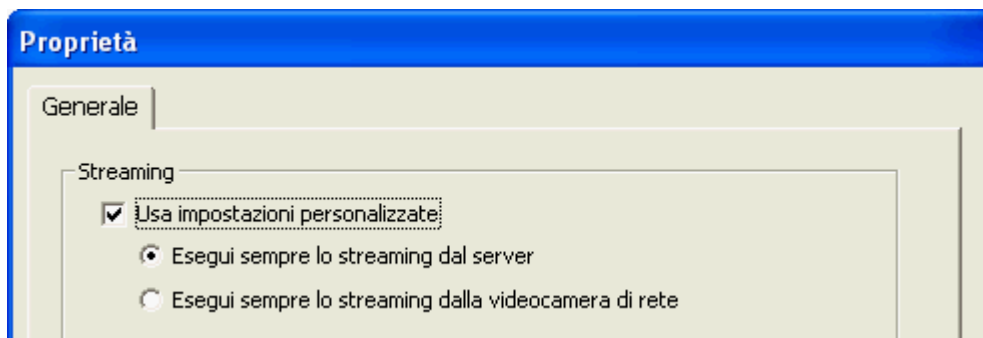 Proprietà
Generale
Streaming
Usa impostazioni personalizzate
Esegui sempre lo streaming dal server
Esegui sempre lo streaming dalla videocamera di rete